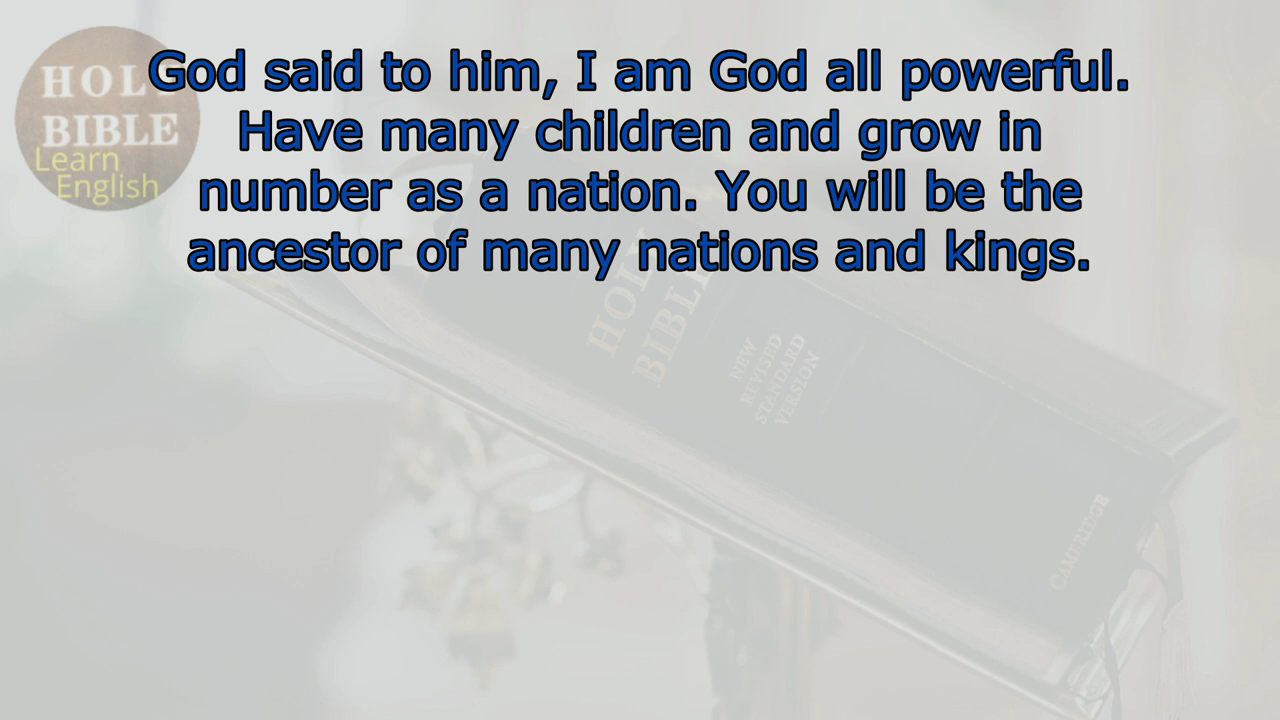 HOLY
BIBLE
Learn
English
God said to him, I am God all powerful.
Have many children and grow in
number as a nation. You will be the
ancestor of many nations and kings.
HOLY
BIBLE
NEW
REVISED
STANDARD
VERSION
CAMBRIDGE